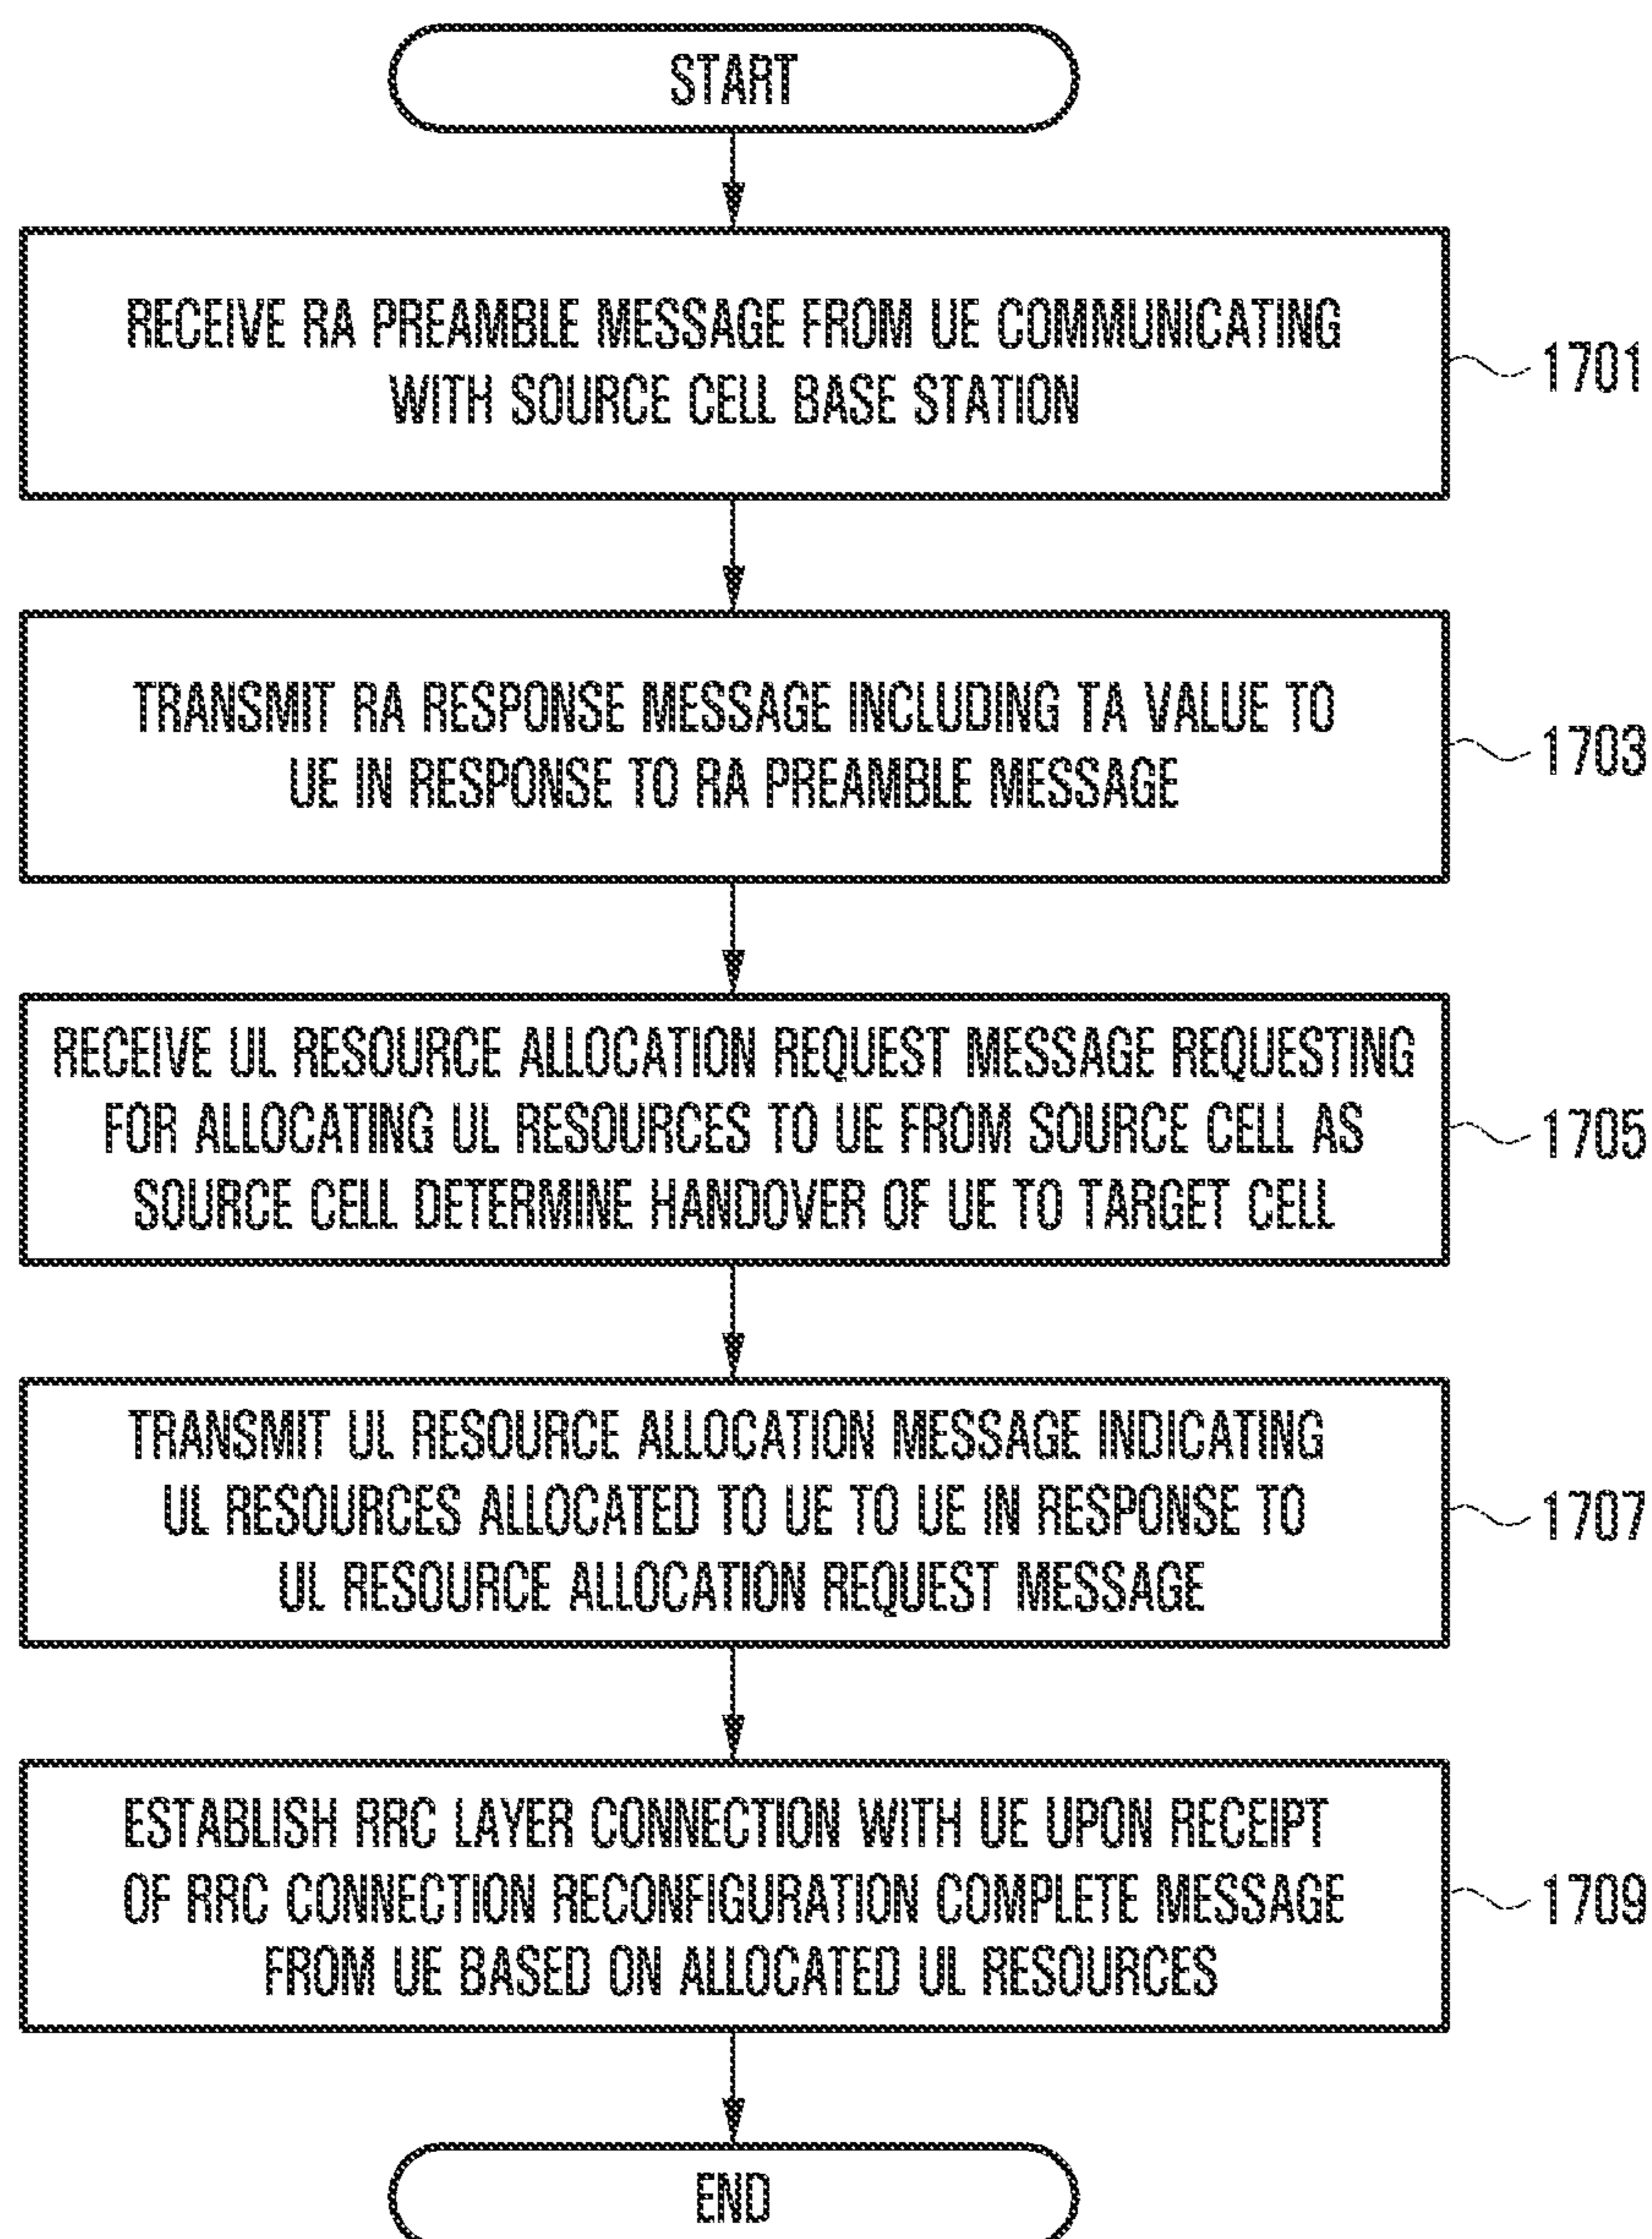 START
RECEIVE RA PREAMBLE MESSAGE FROM UE COMMUNICATING
WITH SOURCE CELL BASE STATION
1701
TRANSMIT RA RESPONSE MESSAGE INCLUDING TA VALUE TO
UE IN RESPONSE TO RA PREAMBLE MESSAGE
1703
RECEIVE UL RESOURCE ALLOCATION REQUEST MESSAGE REQUESTING
FOR ALLOCATING UL RESOURCES TO UE FROM SOURCE CELL AS
SOURCE CELL DETERMINE HANDOVER OF UE TO TARGET CELL
1705
TRANSMIT UL RESOURCE ALLOCATION MESSAGE INDICATING
UL RESOURCES ALLOCATED TO UE TO UE IN RESPONSE TO
UL RESOURCE ALLOCATION REQUEST MESSAGE
1707
ESTABLISH RRC LAYER CONNECTION WITH UE UPON RECEIPT
OF RRC CONNECTION RECONFIGURATION COMPLETE MESSAGE
FROM UE BASED ON ALLOCATED UL RESOURCES
1709
END